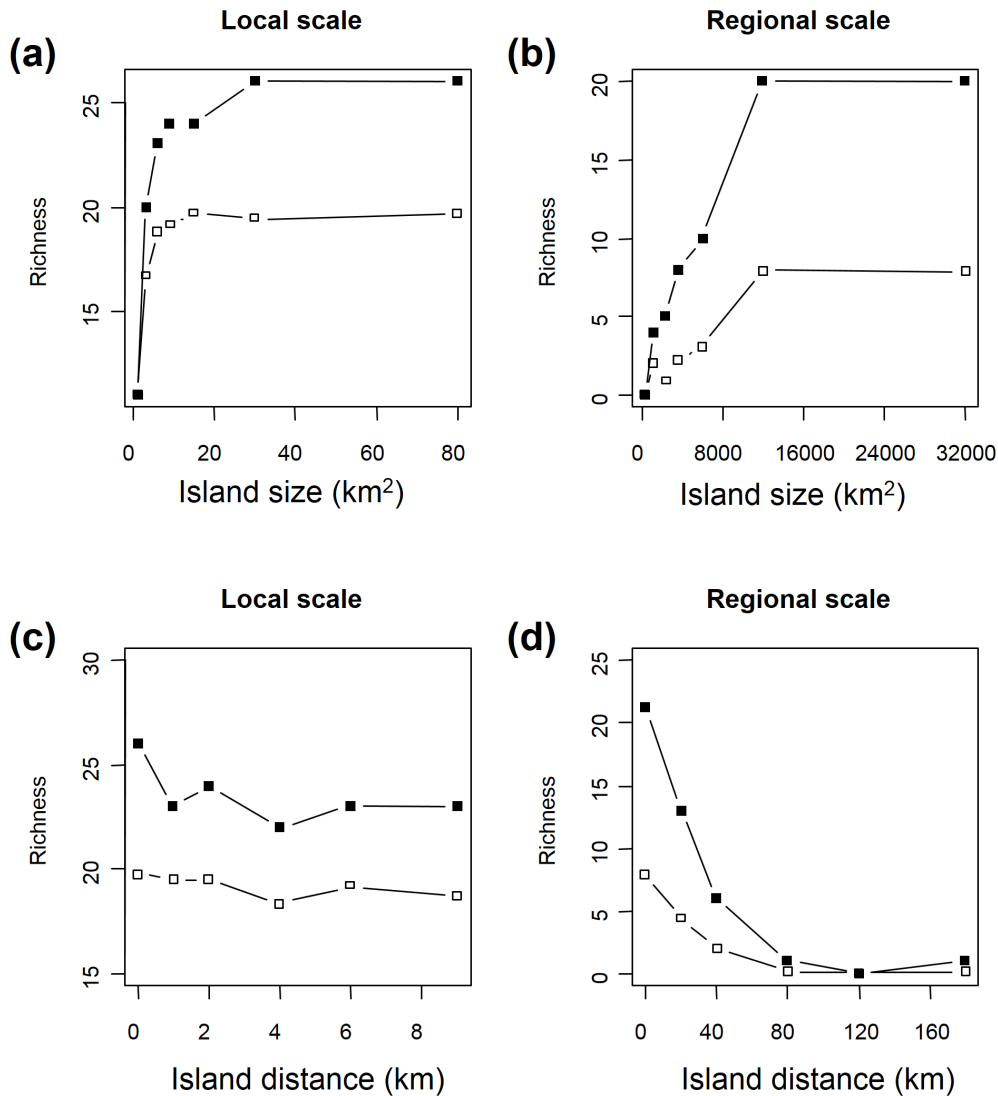 Local scale
Regional scale
(a)
(b)
25
20
15
Richness
0 20 40 60 80
Island size (km²)
20
15
10
5
0
Richness
0 8000 16000 24000 32000
Island size (km²)
Local scale
Regional scale
(c)
(d)
30
25
20
15
Richness
0 2 4 6 8
Island distance (km)
25
20
15
10
5
0
Richness
0 40 80 120 160
Island distance (km)